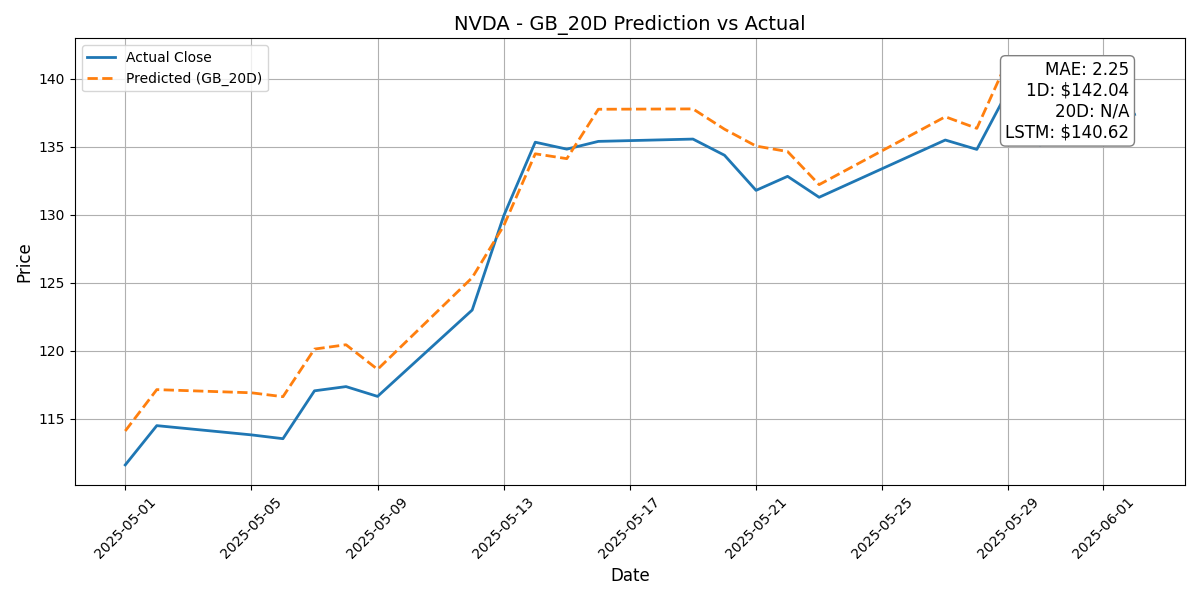 NVDA - GB_20D Prediction vs Actual
Actual Close
Predicted (GB_20D)
MAE: 2.25
1D: $142.04
20D: N/A
LSTM: $140.62
Price
140
135
130
125
120
115
2025-05-01
2025-05-05
2025-05-09
2025-05-13
2025-05-17
2025-05-21
2025-05-25
2025-05-29
2025-06-01
Date